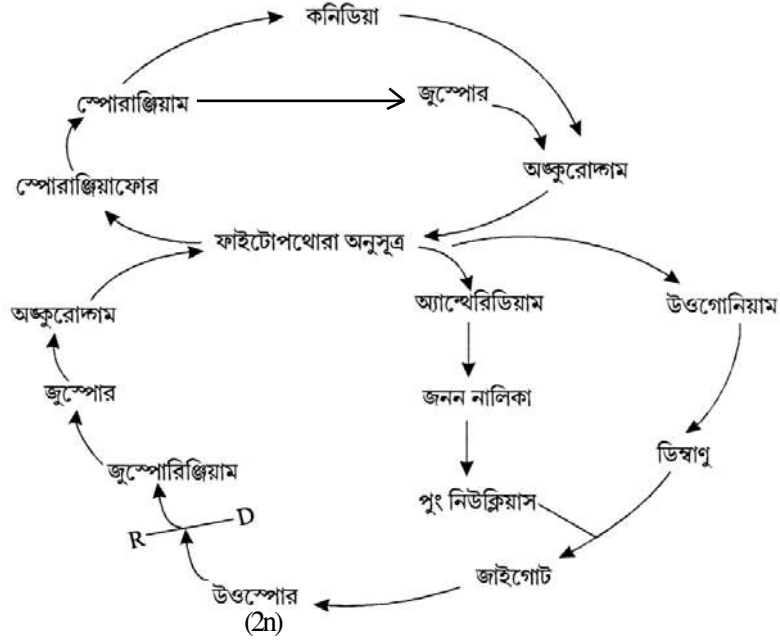 কনিডিয়া
স্পোরাঞ্জিয়াম
জুস্পোর
অঙ্কুরোদ্গম
স্পোরাঞ্জিয়াফোর
ফাইটোপথোরা অনুসূত্র
অঙ্কুরোদ্গম
অ্যান্থেরিডিয়াম
উওগোনিয়াম
জুস্পোর
জনন নালিকা
ডিম্বাণু
জুস্পোরিঞ্জিয়াম
পুং নিউক্লিয়াস
R D
জাইগোট
উওস্পোর
(2n)